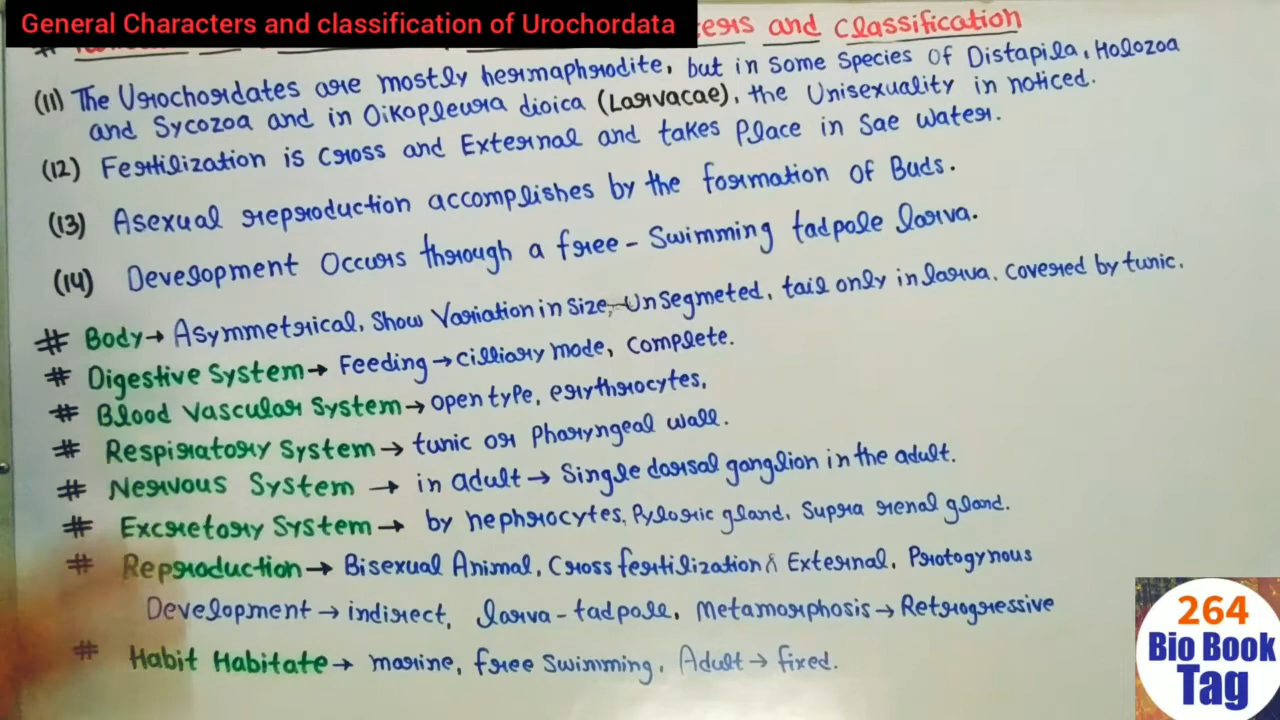 General Characters and classification of Urochordata
ters and Classification
(11) The Urochordates are mostly hermaphrodite, but in some species of Distapila, Holozoa
and Sycozoa and in Oikopleura dioica (Larvacae), the Unisexuality in noticed.
(12) Fertilization is cross and External and takes place in Sae water.
(13) Asexual reproduction accomplishes by the formation of Buds.
(14) Development Occurs through a free-Swimming tadpole larva.
# Body→ Asymmetrical, Show Variation in Size, UnSegmeted, tail only in larva. covered by tunic.
# Digestive System→ Feeding→cilliary mode, complete.
# Blood Vascular System→ open type, erythrocytes,
# Respiratory System→ tunic or Pharyngeal wall.
# Nervous System → in adult→ Single dorsal ganglion in the adult.
# Excretory System→ by nephrocytes, Pyloric gland, Supra renal gland.
# Reproduction→ Bisexual Animal, Cross fertilization & External, Protogynous
Development→ indirect, larva-tadpole, Metamorphosis→ Retrogressive
# Habit Habitate→ marine, free swimming, Adult→ fixed.
264
Bio Book
Tag